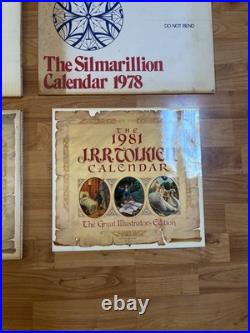 DO NOT BEND
The Silmarillion
Calendar 1978
THE
1981
J.R.R. TOLKIEN
CALENDAR
The Great Illustrators Edition